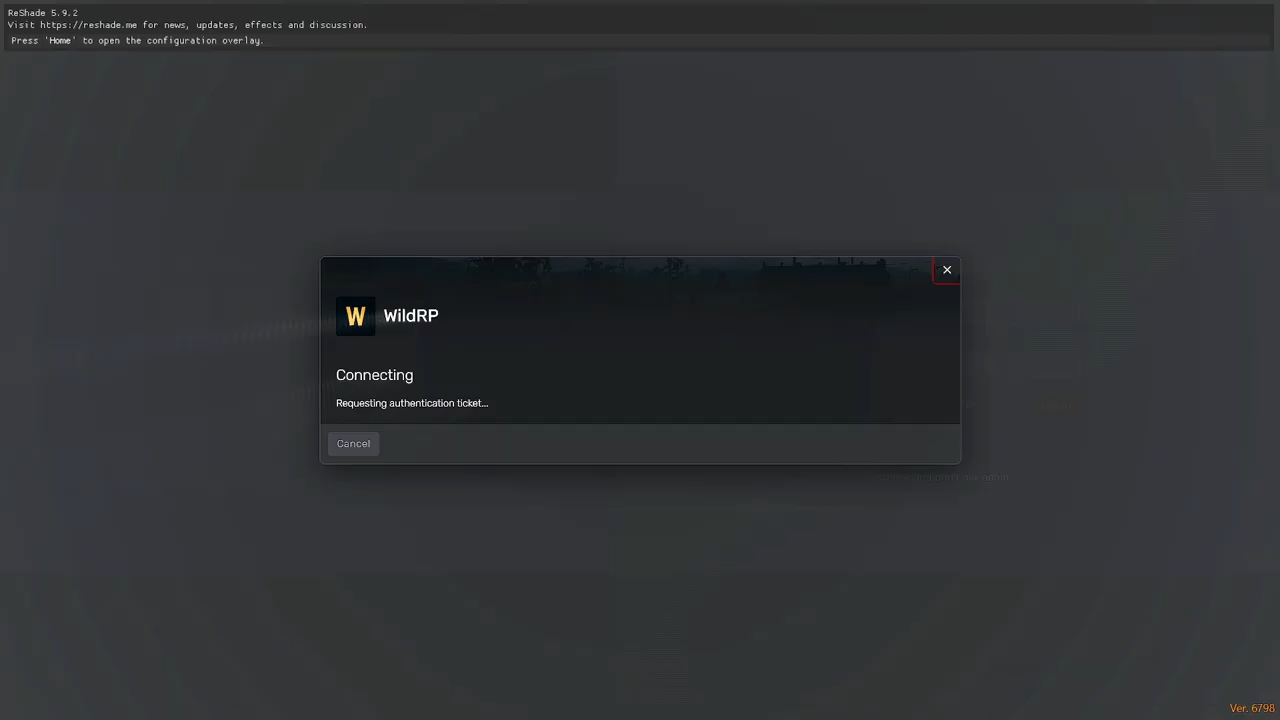 ReShade 5.9.2
Visit https://reshade.me for news, updates, effects and discussion.
Press 'Home' to open the configuration overlay.
W WildRP
Connecting
Requesting authentication ticket...
Cancel
Ver. 6798